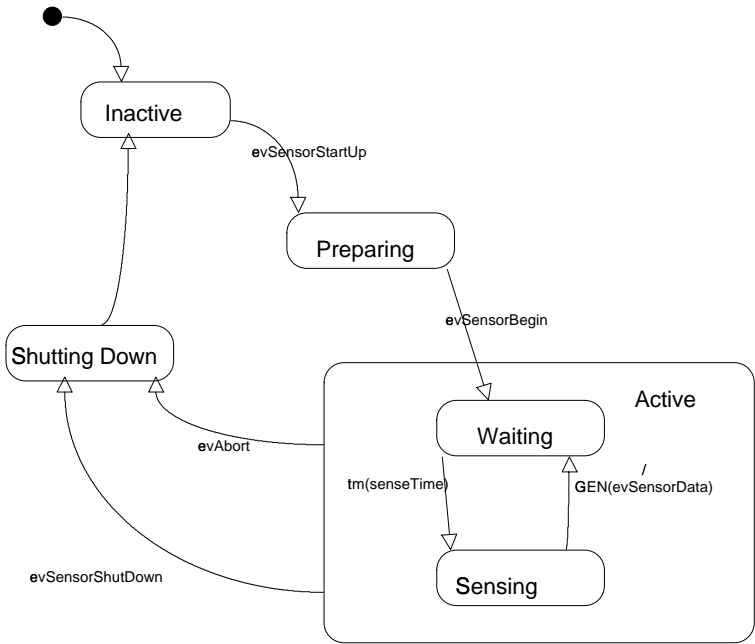 Inactive
evSensorStartUp
Preparing
evSensorBegin
Shutting Down
Active
Waiting
evAbort
tm(senseTime)
/
GEN(evSensorData)
evSensorShutDown
Sensing